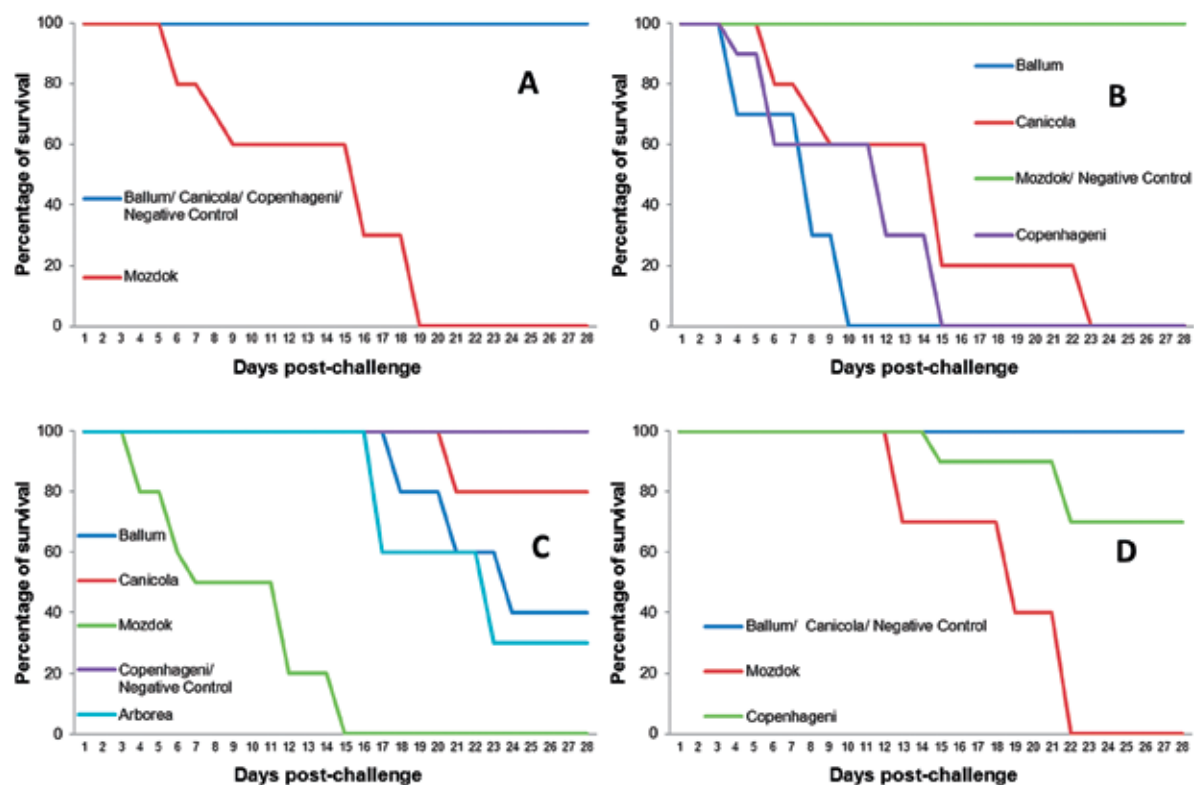 A
Percentage of survival
100
80
60
40
20
0
Ballum/ Canicola/ Copenhageni/
Negative Control
Mozdok
1 2 3 4 5 6 7 8 9 10 11 12 13 14 15 16 17 18 19 20 21 22 23 24 25 26 27 28
Days post-challenge
B
Percentage of survival
100
80
60
40
20
0
Ballum
Canicola
Mozdok/ Negative Control
Copenhageni
1 2 3 4 5 6 7 8 9 10 11 12 13 14 15 16 17 18 19 20 21 22 23 24 25 26 27 28
Days post-challenge
C
Percentage of survival
100
80
60
40
20
0
Ballum
Canicola
Mozdok
Copenhageni/
Negative Control
Arborea
1 2 3 4 5 6 7 8 9 10 11 12 13 14 15 16 17 18 19 20 21 22 23 24 25 26 27 28
Days post-challenge
D
Percentage of survival
100
80
60
40
20
0
Ballum/ Canicola/ Negative Control
Mozdok
Copenhageni
1 2 3 4 5 6 7 8 9 10 11 12 13 14 15 16 17 18 19 20 21 22 23 24 25 26 27 28
Days post-challenge